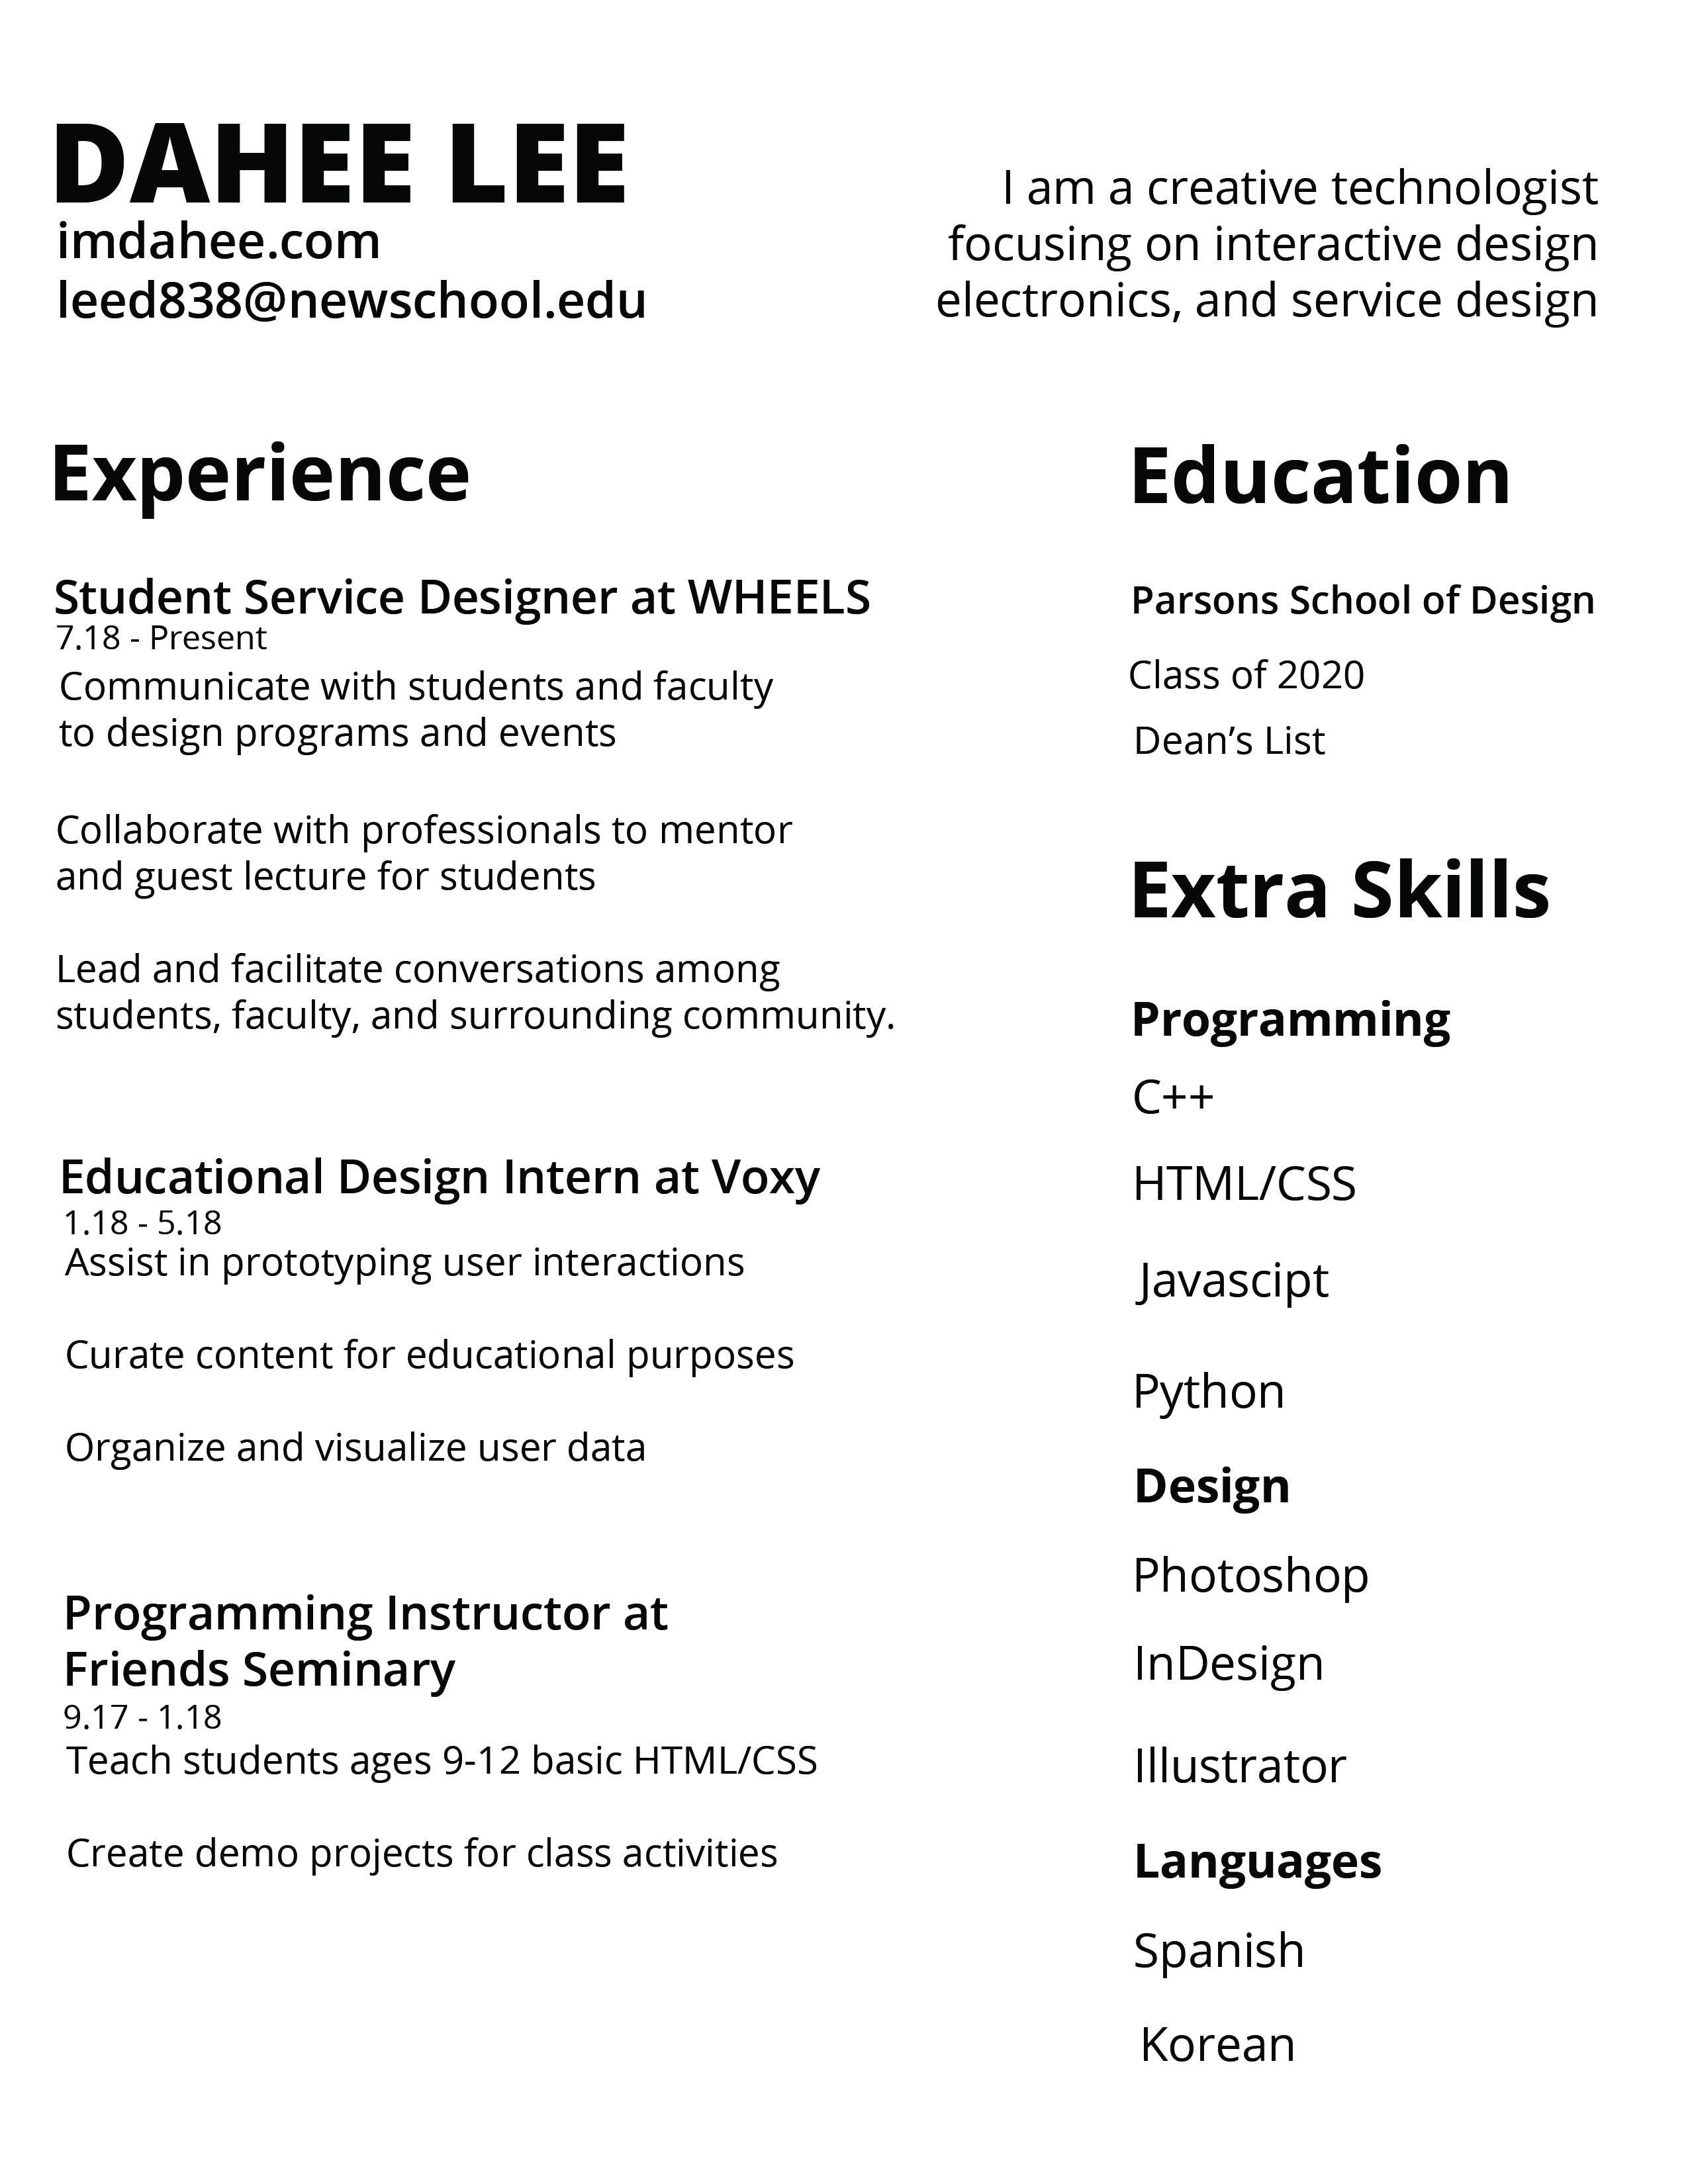 DAHEE LEE
imdahee.com
leed838@newschool.edu
I am a creative technologist
focusing on interactive design
electronics, and service design
Experience
Student Service Designer at WHEELS
7.18 - Present
Communicate with students and faculty
to design programs and events
Collaborate with professionals to mentor
and guest lecture for students
Lead and facilitate conversations among
students, faculty, and surrounding community.
Educational Design Intern at Voxy
1.18 - 5.18
Assist in prototyping user interactions
Curate content for educational purposes
Organize and visualize user data
Programming Instructor at
Friends Seminary
9.17 - 1.18
Teach students ages 9-12 basic HTML/CSS
Create demo projects for class activities
Education
Parsons School of Design
Class of 2020
Dean’s List
Extra Skills
Programming
C++
HTML/CSS
Javascipt
Python
Design
Photoshop
InDesign
Illustrator
Languages
Spanish
Korean